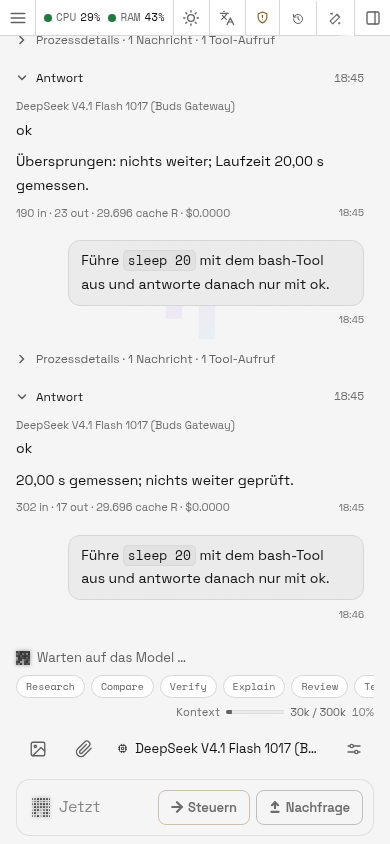 CPU 29% RAM 43%
Prozessdetails · 1 Nachricht · 1 Tool-Aufruf
Antwort 18:45
DeepSeek V4.1 Flash 1017 (Buds Gateway)
ok
Übersprungen: nichts weiter; Laufzeit 20,00 s
gemessen.
190 in · 23 out · 29.696 cache R · $0.0000 18:45
Führe sleep 20 mit dem bash-Tool
aus und antworte danach nur mit ok.
18:45
Prozessdetails · 1 Nachricht · 1 Tool-Aufruf
Antwort 18:45
DeepSeek V4.1 Flash 1017 (Buds Gateway)
ok
20,00 s gemessen; nichts weiter geprüft.
302 in · 17 out · 29.696 cache R · $0.0000 18:45
Führe sleep 20 mit dem bash-Tool
aus und antworte danach nur mit ok.
18:46
Warten auf das Model ...
Research Compare Verify Explain Review Te
Kontext 30k / 300k 10%
DeepSeek V4.1 Flash 1017 (B...
Jetzt Steuern Nachfrage